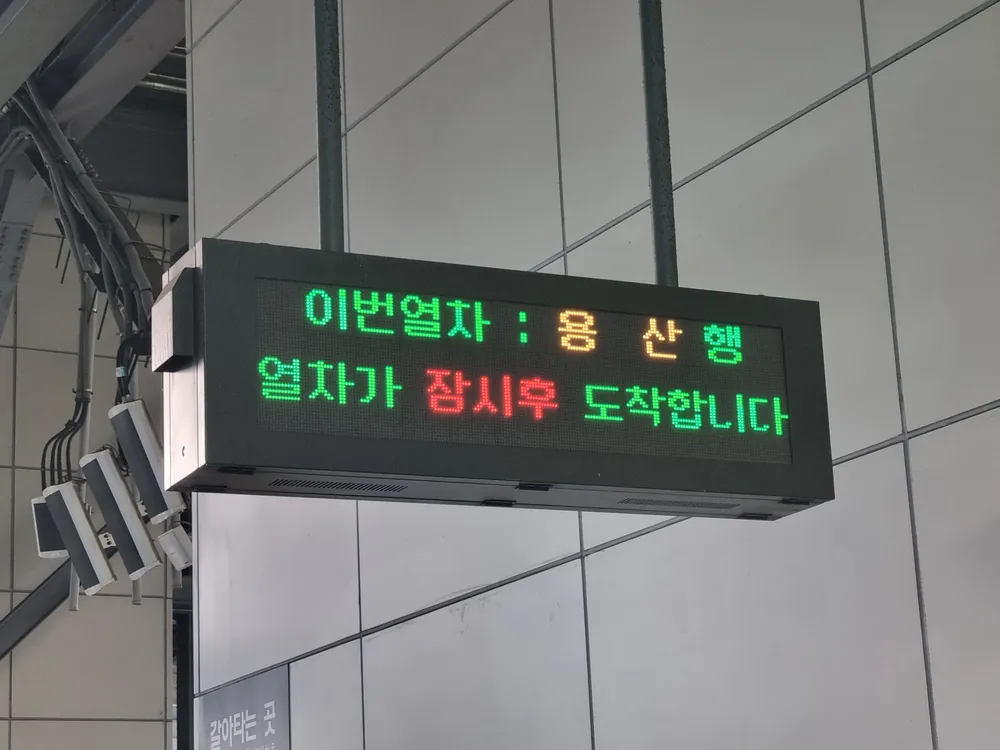 이번열차 : 용 산 행
열차가 잠시후 도착합니다
갈아타는 곳